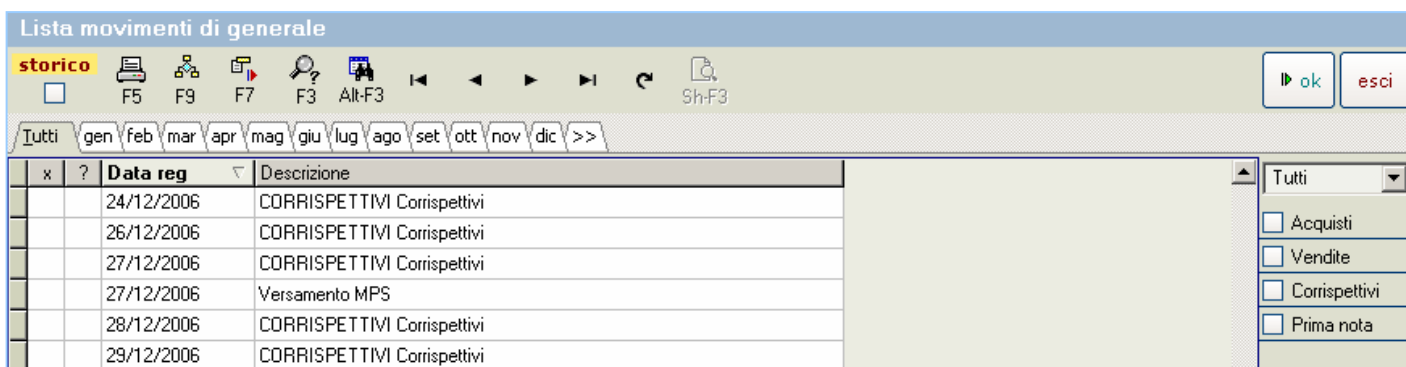 Lista movimenti di generale
storico F5 F9 F7 F3 Alt-F3 Sh-F3 ok esci
Tutti gen feb mar apr mag giu lug ago set ott nov dic >>
x ? Data reg Descrizione Tutti
24/12/2006 CORRISPETTIVI Corrispettivi
26/12/2006 CORRISPETTIVI Corrispettivi
27/12/2006 CORRISPETTIVI Corrispettivi
27/12/2006 Versamento MPS
28/12/2006 CORRISPETTIVI Corrispettivi
29/12/2006 CORRISPETTIVI Corrispettivi
Acquisti
Vendite
Corrispettivi
Prima nota